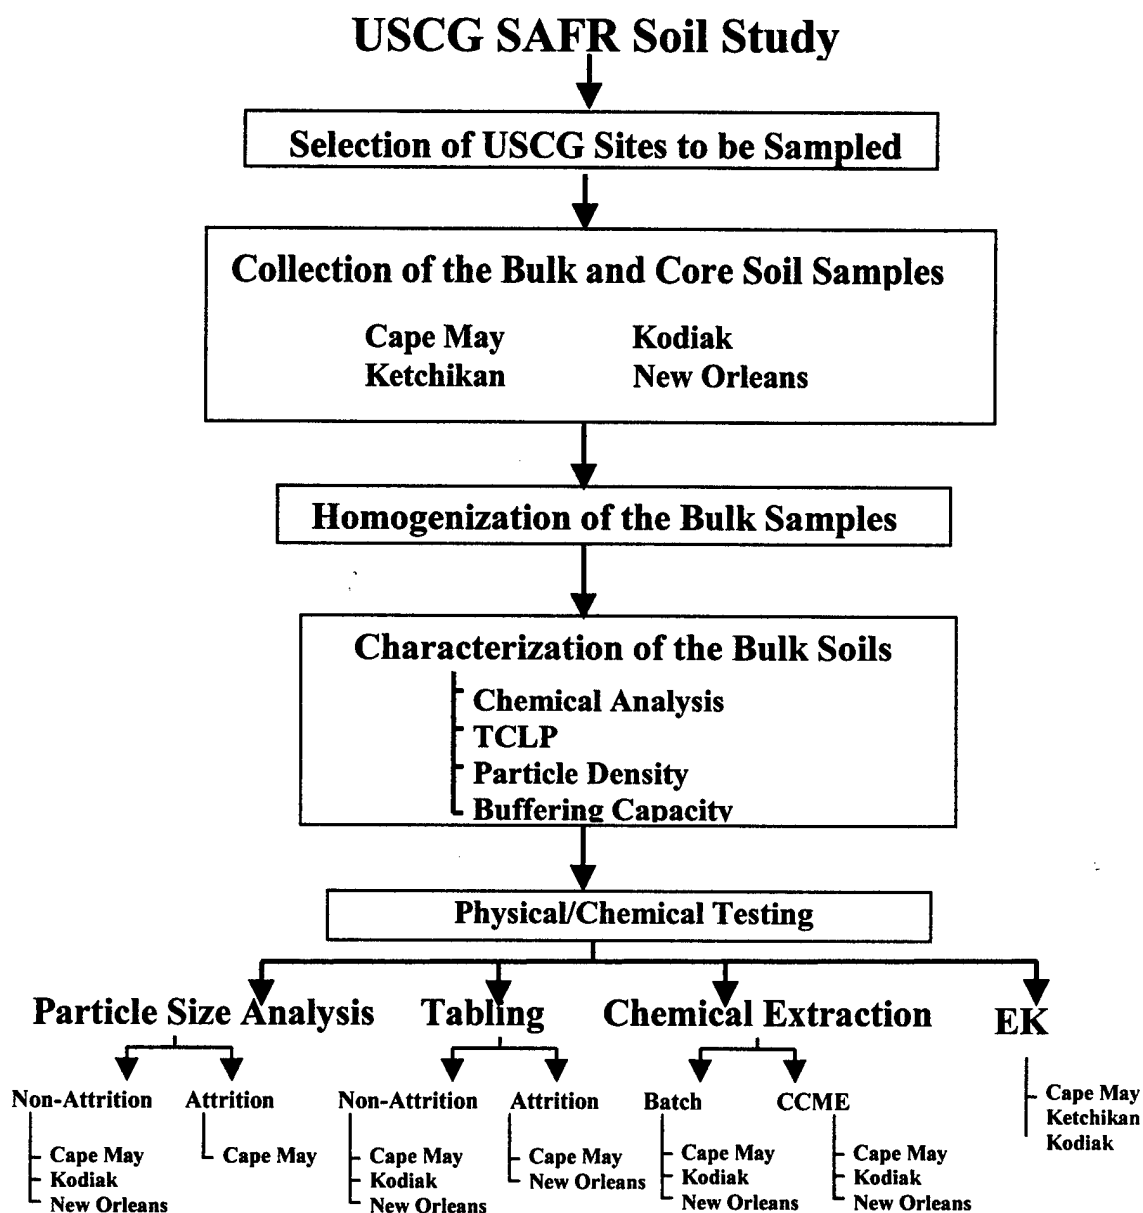 USCG SAFR Soil Study
Selection of USCG Sites to be Sampled
Collection of the Bulk and Core Soil Samples
Cape May
Kodiak
Ketchikan
New Orleans
Homogenization of the Bulk Samples
Characterization of the Bulk Soils
Chemical Analysis
TCLP
Particle Density
Buffering Capacity
Physical/Chemical Testing
Particle Size Analysis
Non-Attrition
Cape May
Kodiak
New Orleans
Attrition
Cape May
Tabling
Non-Attrition
Cape May
Kodiak
New Orleans
Attrition
Cape May
New Orleans
Chemical Extraction
Batch
Cape May
Kodiak
New Orleans
CCME
Cape May
Kodiak
New Orleans
EK
Cape May
Ketchikan
Kodiak